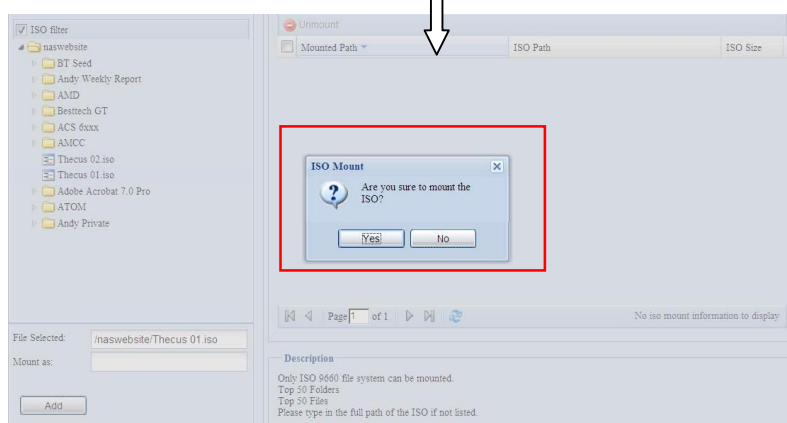 ISO filter
naswebsite
BT Seed
Andy Weekly Report
AMD
Besttech GT
ACS 6xxx
AMCC
Thecus 02.iso
Thecus 01.iso
Adobe Acrobat 7.0 Pro
ATOM
Andy Private
File Selected: /naswebsite/Thecus 01.iso
Mount as:
Add
Unmount
Mounted Path ISO Path ISO Size
ISO Mount
Are you sure to mount the
ISO?
Yes No
Page 1 of 1 No iso mount information to display
Description
Only ISO 9660 file system can be mounted.
Top 50 Folders
Top 50 Files
Please type in the full path of the ISO if not listed.